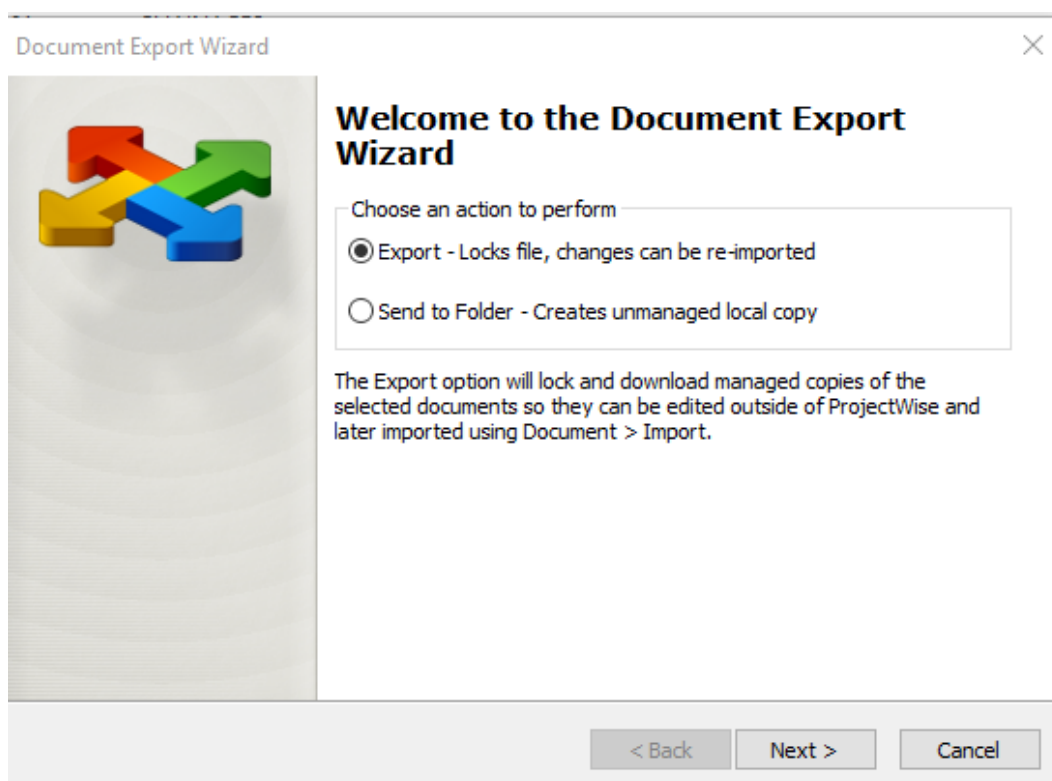 Document Export Wizard
Welcome to the Document Export
Wizard
Choose an action to perform
Export - Locks file, changes can be re-imported
Send to Folder - Creates unmanaged local copy
The Export option will lock and download managed copies of the
selected documents so they can be edited outside of ProjectWise and
later imported using Document > Import.
< Back
Next >
Cancel